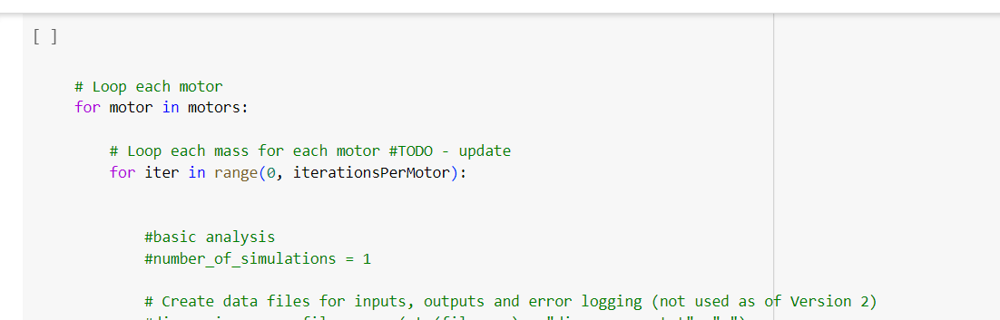 [ ]
# Loop each motor
for motor in motors:
# Loop each mass for each motor #TODO - update
for iter in range(0, iterationsPerMotor):
#basic analysis
#number_of_simulations = 1
# Create data files for inputs, outputs and error logging (not used as of Version 2)